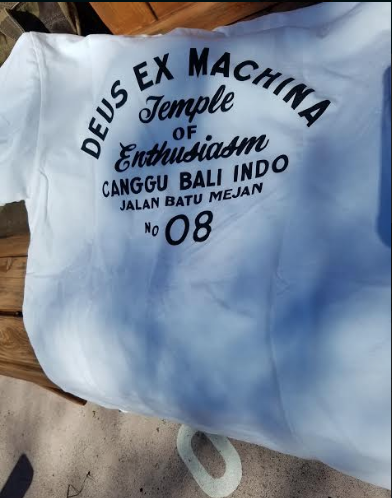 DEUS EX MACHINA
Temple
OF
Enthusiasm
CANGGU BALI INDO
JALAN BATU MEJAN
No 08